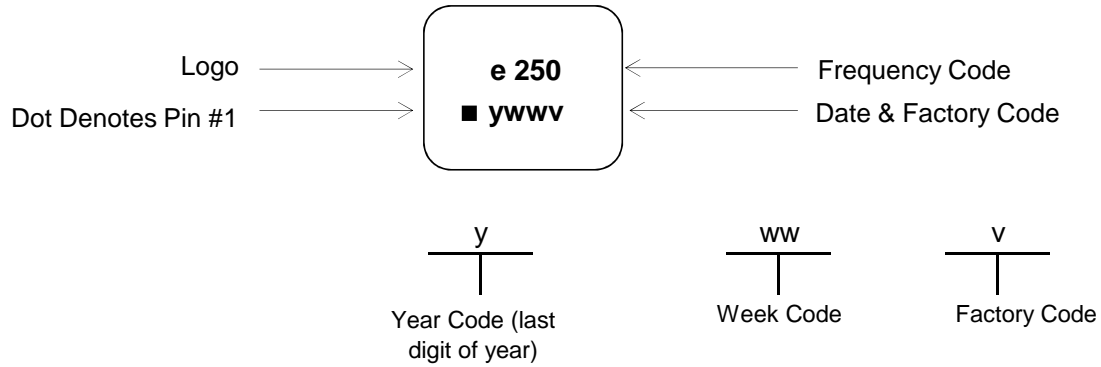 Logo
e 250
Frequency Code
Dot Denotes Pin #1
■ ywwv
Date & Factory Code
y
ww
v
Year Code (last
digit of year)
Week Code
Factory Code